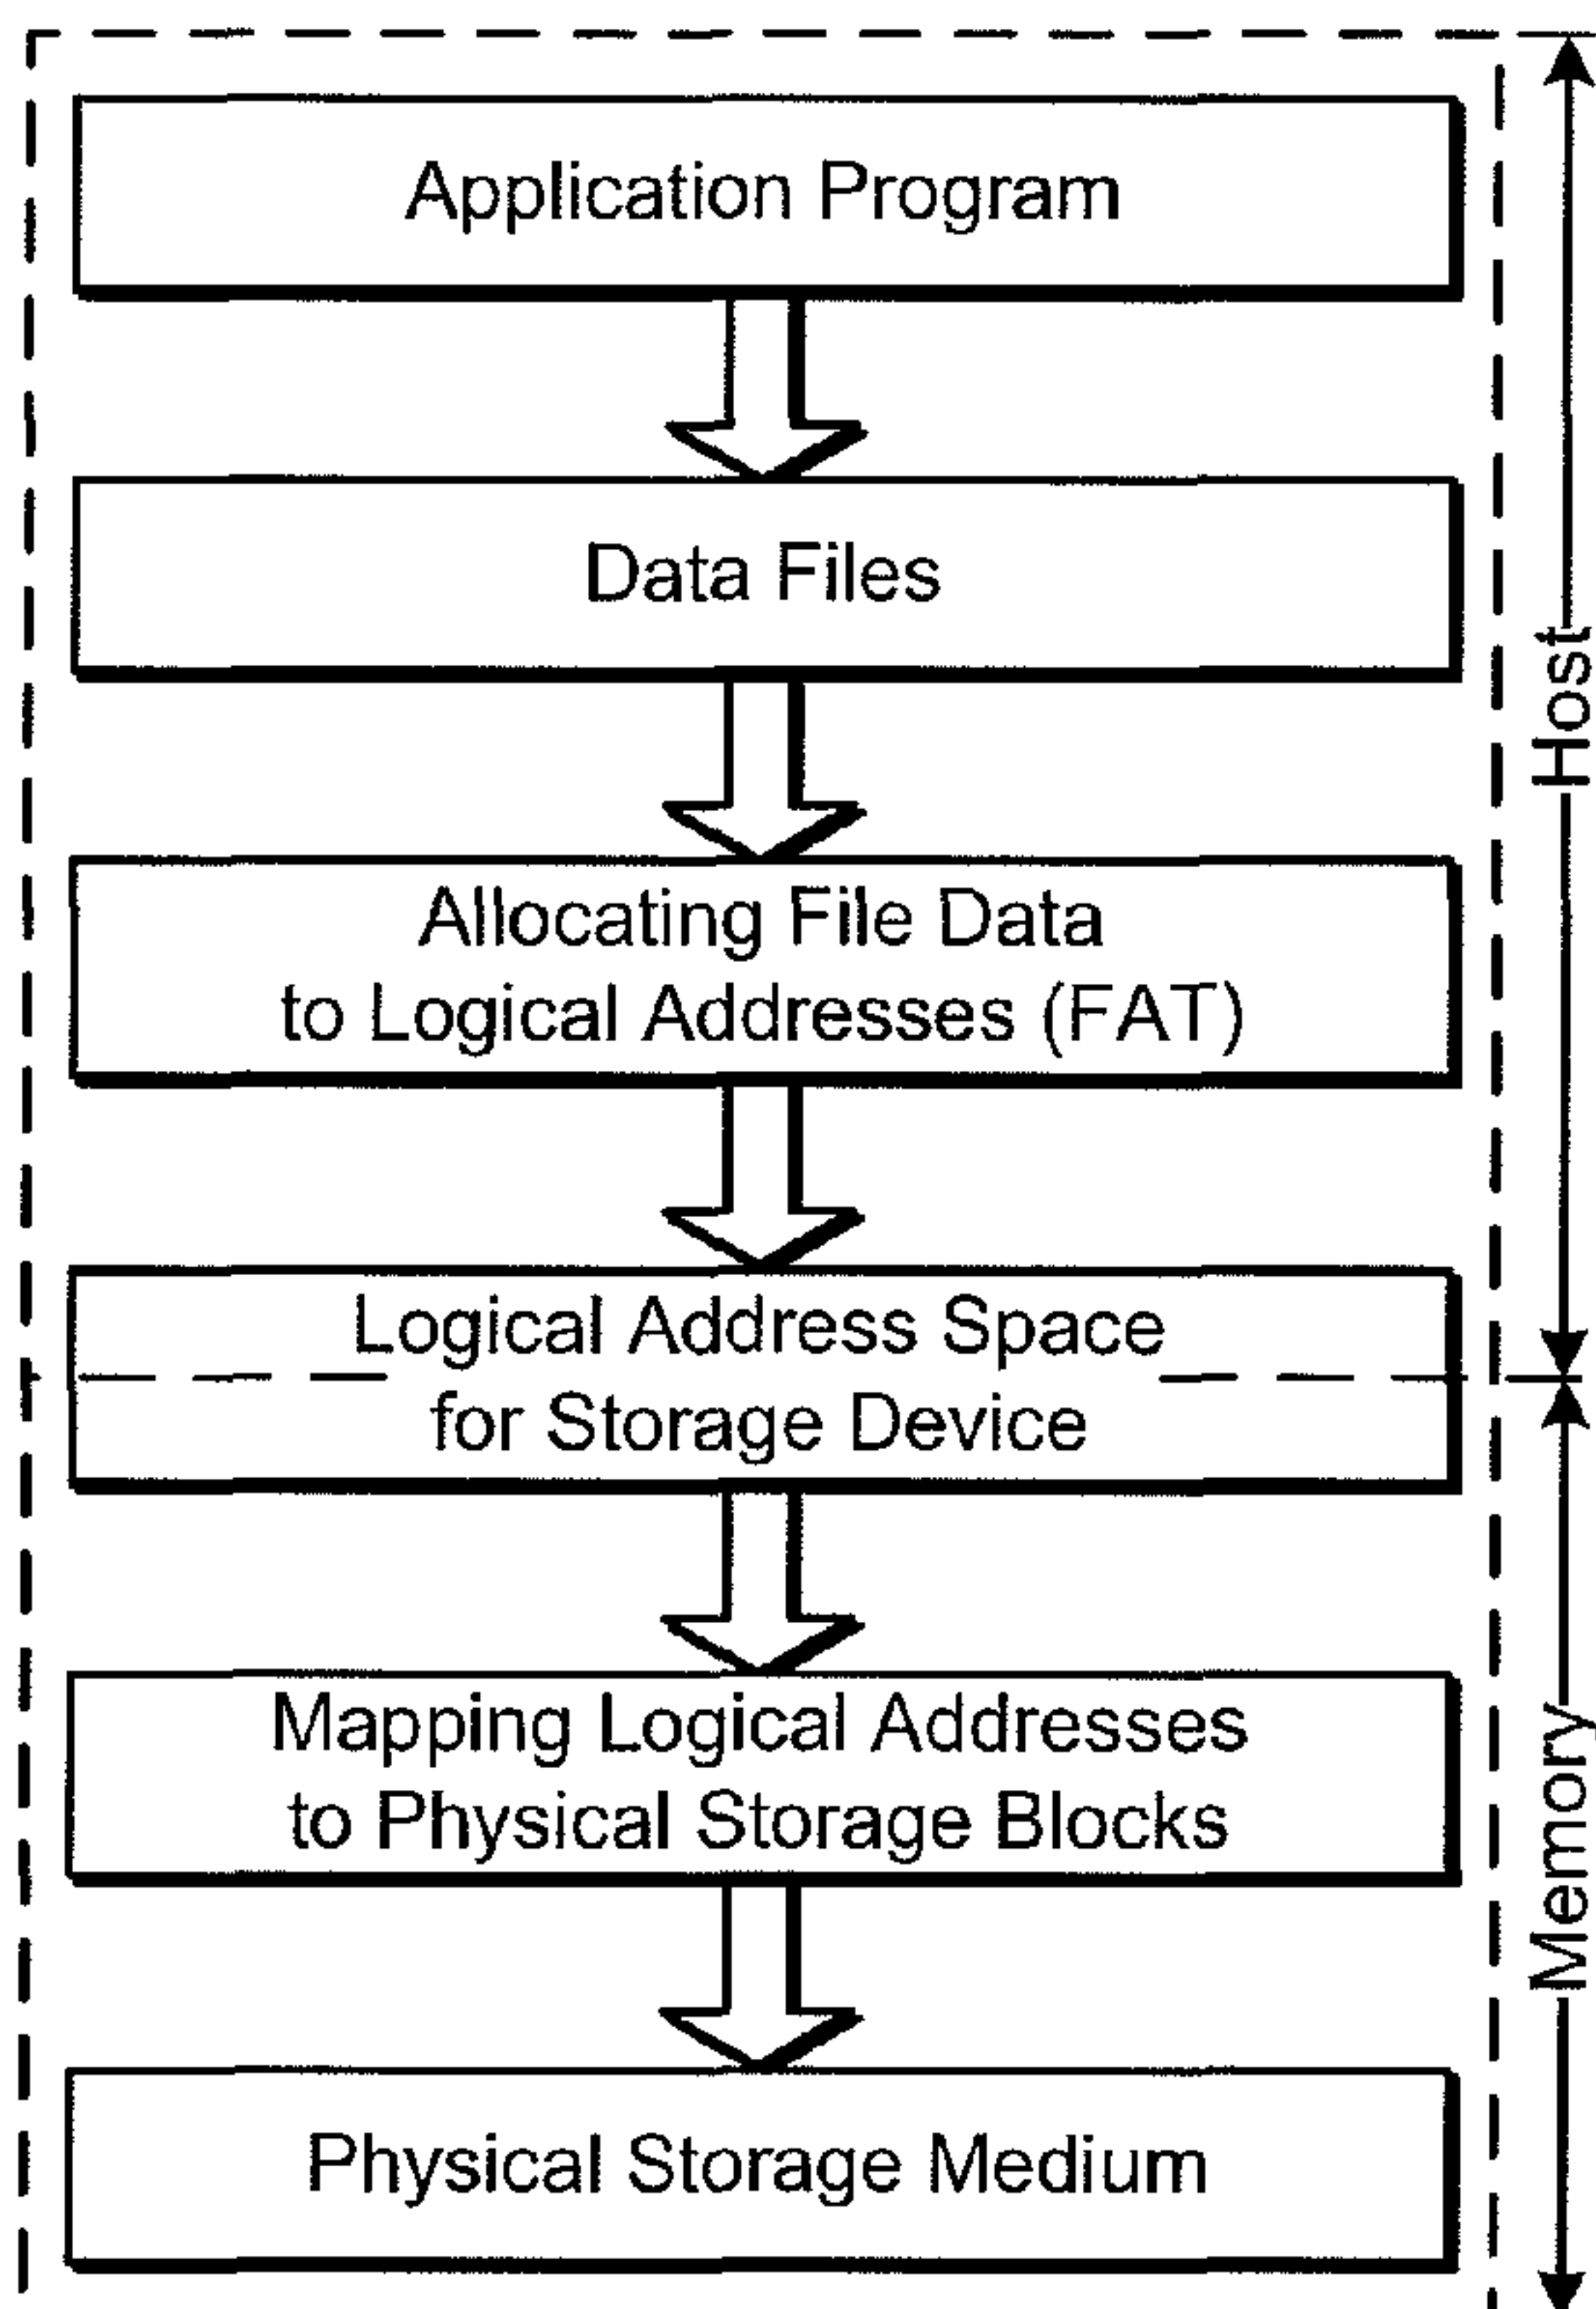 Application Program
Data Files
Allocating File Data
to Logical Addresses (FAT)
Logical Address Space
for Storage Device
Mapping Logical Addresses
to Physical Storage Blocks
Physical Storage Medium
Host
Memory